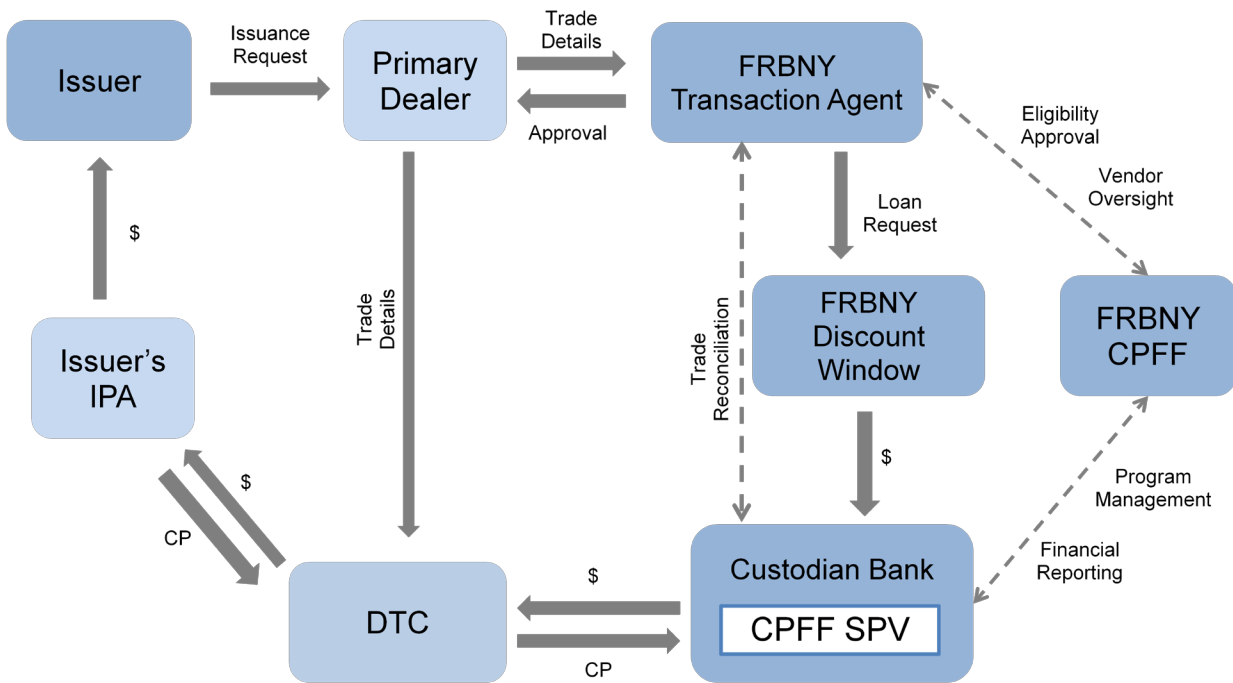 Issuer
Issuance
Request
Primary
Dealer
Trade
Details
Approval
FRBNY
Transaction Agent
Eligibility
Approval
Vendor
Oversight
$
Trade
Details
Trade
Reconciliation
Loan
Request
FRBNY
Discount
Window
FRBNY
CPFF
Issuer's
IPA
$
CP
$
Program
Management
Financial
Reporting
DTC
$
CP
Custodian Bank
CPFF SPV